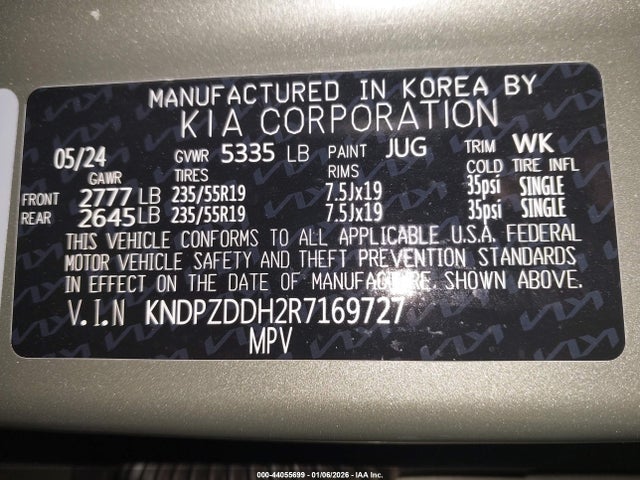 MANUFACTURED IN KOREA BY
KIA CORPORATION
05/24 GVWR 5335 LB PAINT JUG TRIM WK
GAWR TIRES RIMS COLD TIRE INFL
FRONT 2777 LB 235/55R19 7.5Jx19 35psi SINGLE
REAR 2645 LB 235/55R19 7.5Jx19 35psi SINGLE
THIS VEHICLE CONFORMS TO ALL APPLICABLE U.S.A. FEDERAL
MOTOR VEHICLE SAFETY AND THEFT PREVENTION STANDARDS
IN EFFECT ON THE DATE OF MANUFACTURE, SHOWN ABOVE.
V.I.N KNDPZDDH2R7169727
MPV
000-44055699 - 01/06/2026 - IAA Inc.